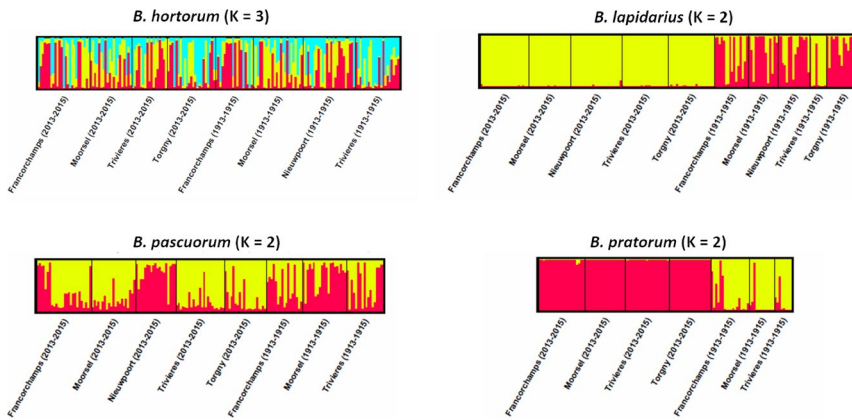 B. hortorum (K = 3)
Francorchamps (2013-2015)
Moorsel (2013-2015)
Trivieres (2013-2015)
Torgny (2013-2015)
Francorchamps (1913-1915)
Moorsel (1913-1915)
Nieuwpoort (1913-1915)
Trivieres (1913-1915)
B. lapidarius (K = 2)
Francorchamps (2013-2015)
Moorsel (2013-2015)
Nieuwpoort (2013-2015)
Trivieres (2013-2015)
Torgny (2013-2015)
Francorchamps (1913-1915)
Moorsel (1913-1915)
Nieuwpoort (1913-1915)
Trivieres (1913-1915)
Torgny (1913-1915)
B. pascuorum (K = 2)
Francorchamps (2013-2015)
Moorsel (2013-2015)
Nieuwpoort (2013-2015)
Trivieres (2013-2015)
Torgny (2013-2015)
Francorchamps (1913-1915)
Moorsel (1913-1915)
Trivieres (1913-1915)
B. pratorum (K = 2)
Francorchamps (2013-2015)
Moorsel (2013-2015)
Trivieres (2013-2015)
Torgny (2013-2015)
Francorchamps (1913-1915)
Moorsel (1913-1915)
Trivieres (1913-1915)